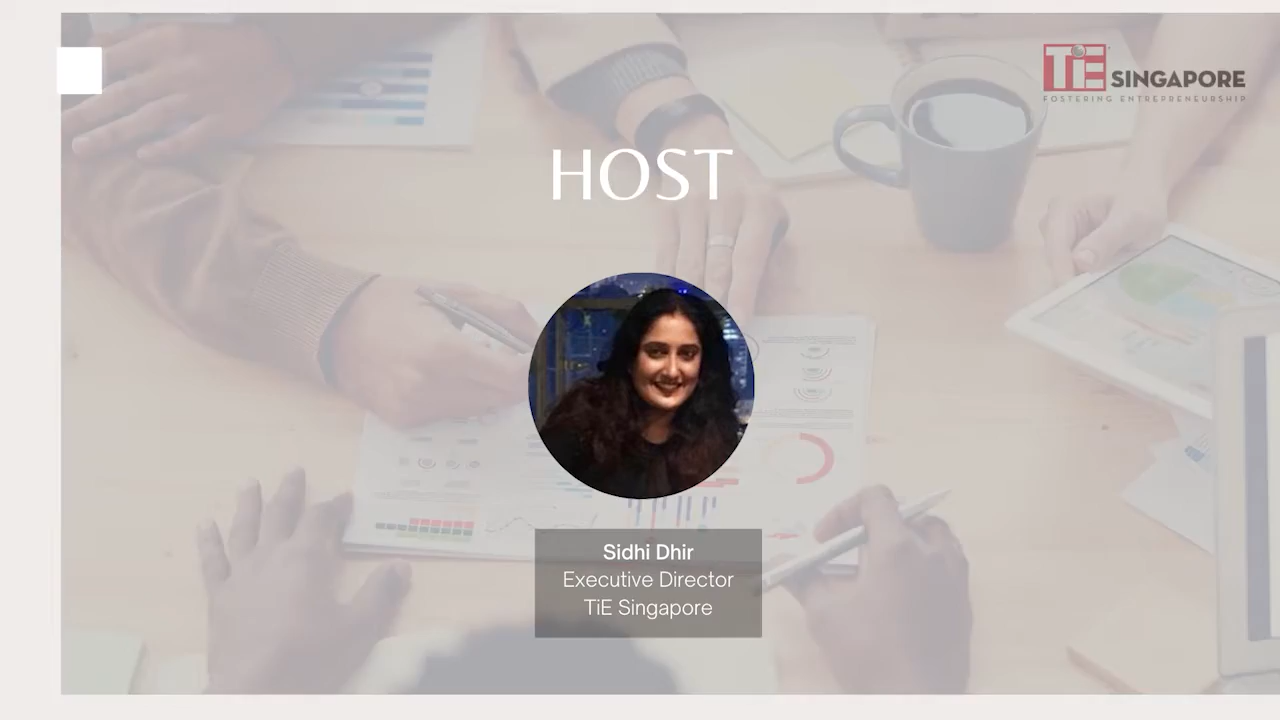 TiE SINGAPORE
FOSTERING ENTREPRENEURSHIP
HOST
Sidhi Dhir
Executive Director
TiE Singapore